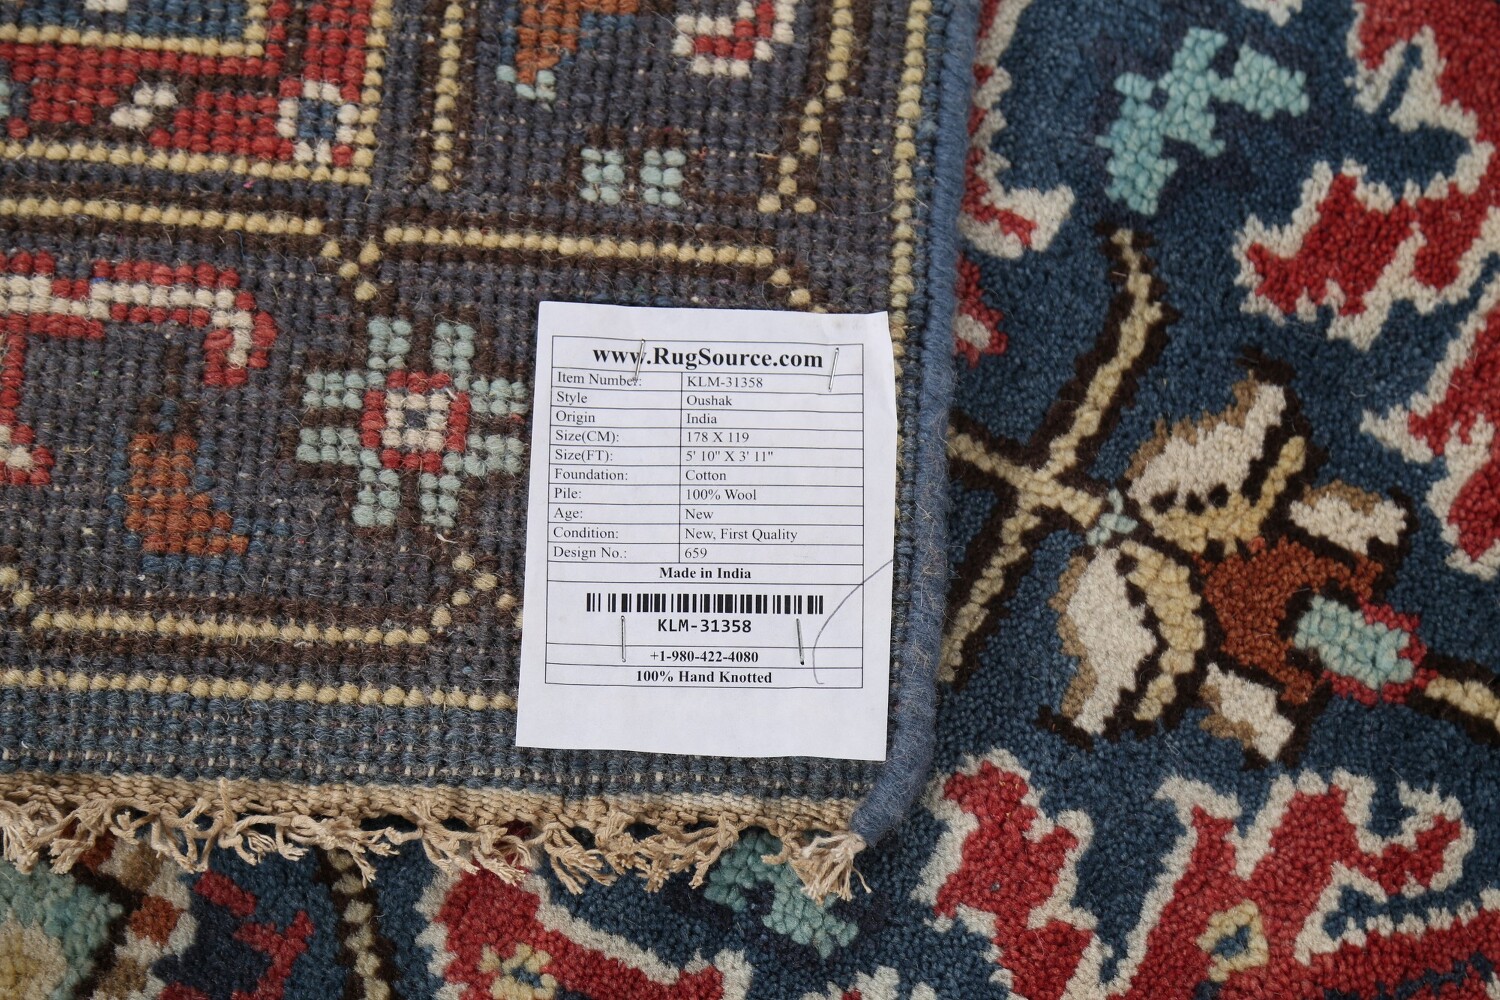 www.RugSource.com
Item Number: KLM-31358
Style Oushak
Origin India
Size(CM): 178 X 119
Size(FT): 5' 10" X 3' 11"
Foundation: Cotton
Pile: 100% Wool
Age: New
Condition: New, First Quality
Design No.: 659
Made in India
KLM-31358
+1-980-422-4080
100% Hand Knotted